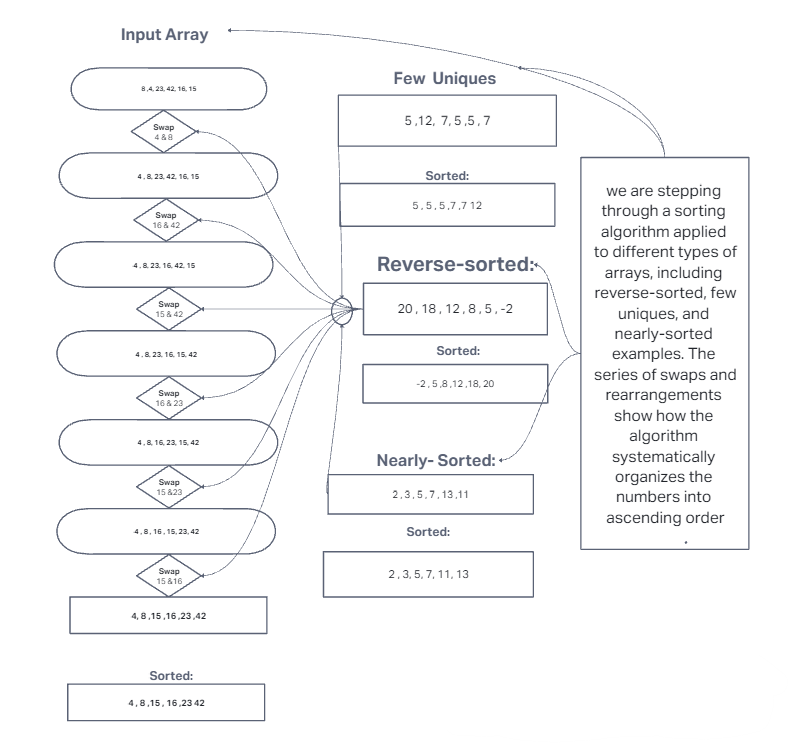 Input Array
8 ,4, 23, 42, 16, 15
Swap
4 & 8
4 , 8, 23, 42, 16, 15
Swap
16 & 42
4 , 8, 23, 16, 42, 15
Swap
15 & 42
4 , 8, 23, 16, 15, 42
Swap
16 & 23
4 , 8, 16, 23, 15, 42
Swap
15 &23
4 , 8, 16 , 15, 23, 42
Swap
15 &16
4, 8 ,15 ,16 ,23 ,42
Sorted:
4 , 8 ,15 , 16 ,23 42
Few Uniques
5 ,12, 7, 5 ,5 , 7
Sorted:
5 , 5 , 5 ,7 ,7 12
Reverse-sorted:
20 , 18 , 12 , 8 , 5 , -2
Sorted:
-2 , 5 ,8 ,12 ,18, 20
Nearly- Sorted:
2 , 3, 5, 7, 13 ,11
Sorted:
2 , 3, 5, 7, 11, 13
we are stepping
through a sorting
algorithm applied
to different types of
arrays, including
reverse-sorted, few
uniques, and
nearly-sorted
examples. The
series of swaps and
rearrangements
show how the
algorithm
systematically
organizes the
numbers into
ascending order
.